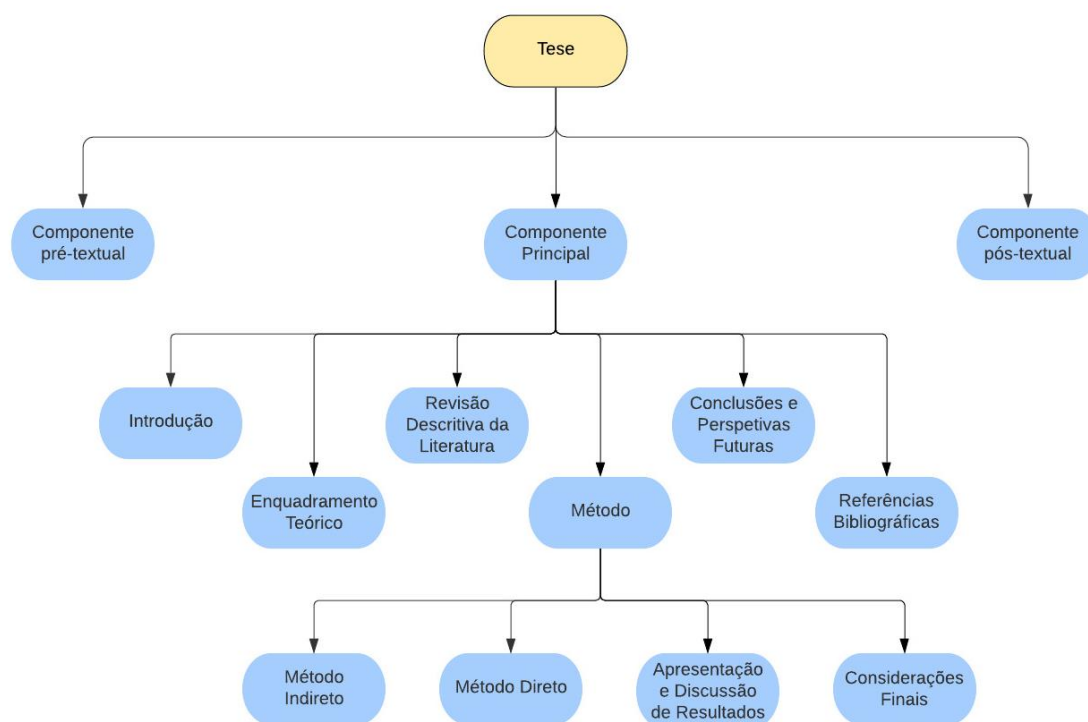 Tese
Componente
pré-textual
Componente
Principal
Componente
pós-textual
Introdução
Revisão
Descritiva da
Literatura
Conclusões e
Perspetivas
Futuras
Enquadramento
Teórico
Método
Referências
Bibliográficas
Método
Indireto
Método Direto
Apresentação
e Discussão
de Resultados
Considerações
Finais